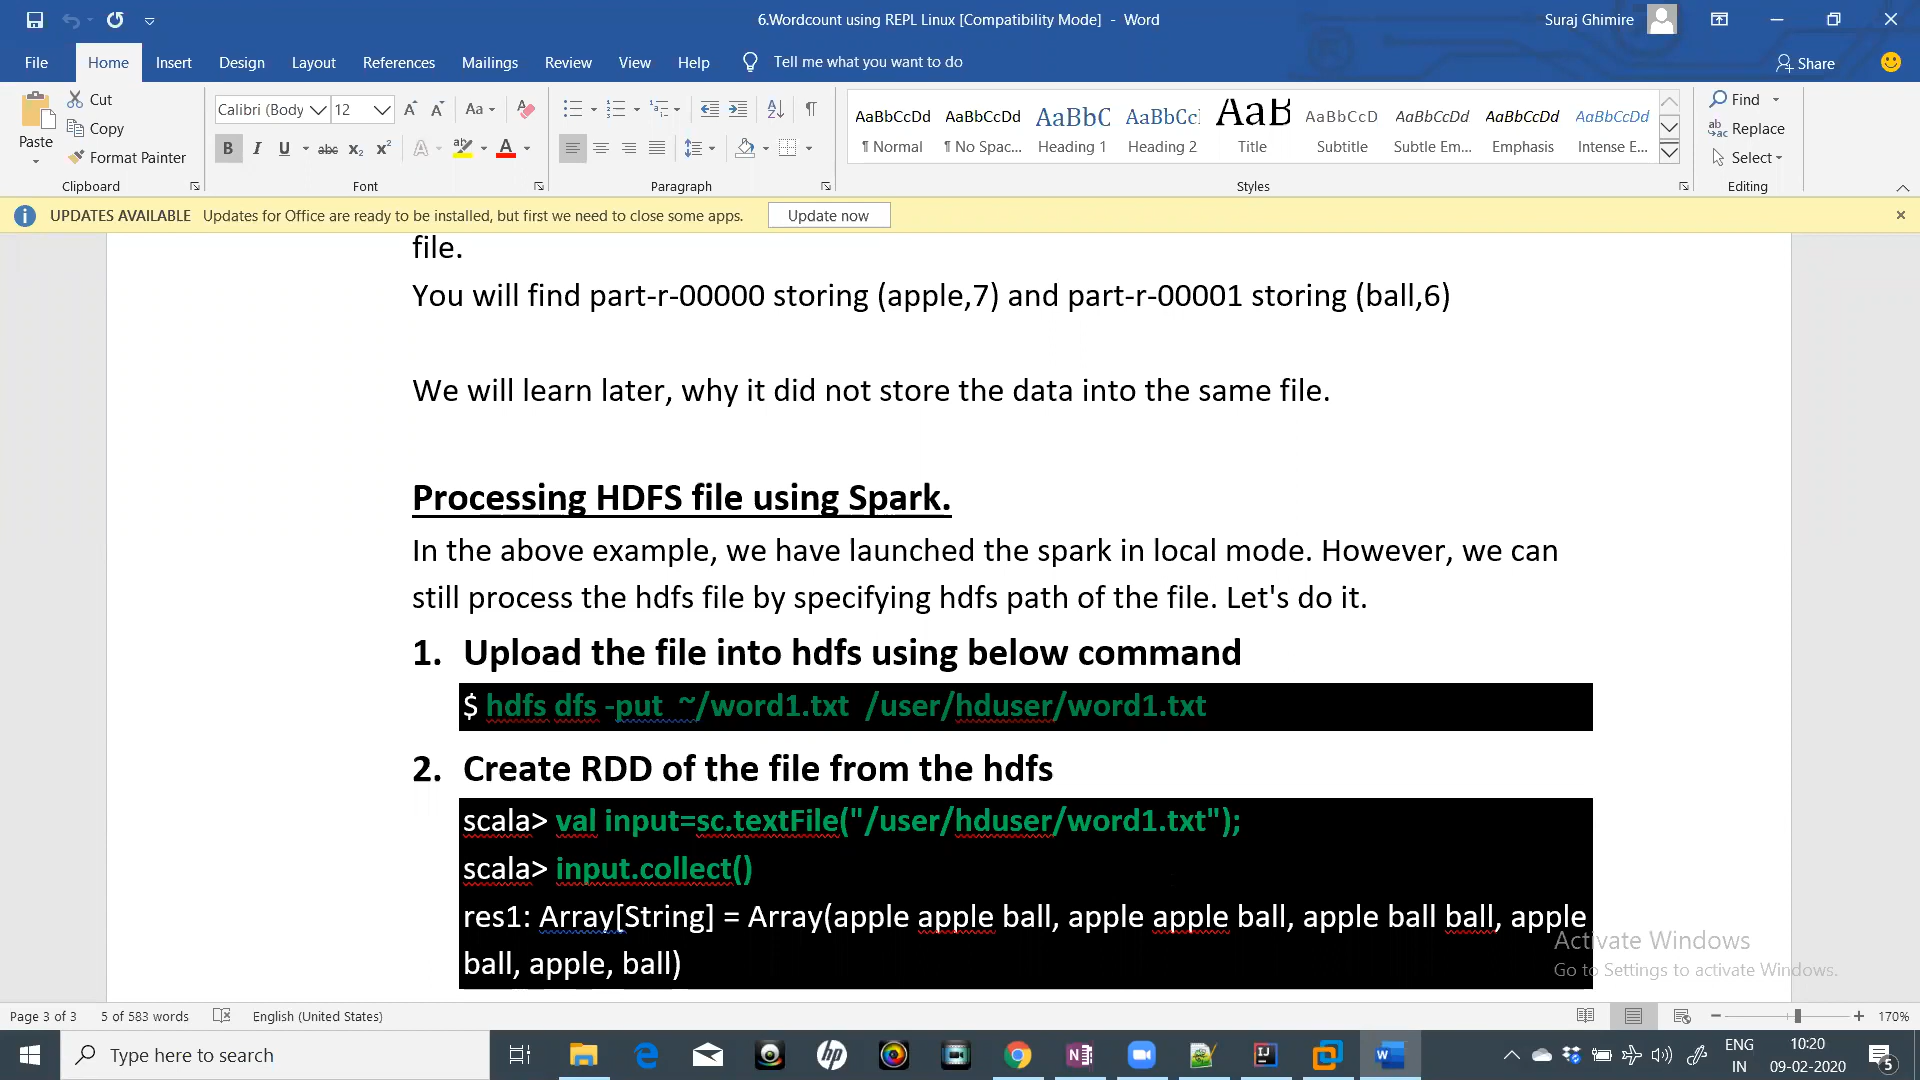 6.Wordcount using REPL Linux [Compatibility Mode] - Word
Suraj Ghimire
File Home Insert Design Layout References Mailings Review View Help Tell me what you want to do
Share
Paste
Cut
Copy
Format Painter
Clipboard
Calibri (Body 12
Aa
B I U abc x₂ x² A A
Font
Paragraph
AaBbCcDd AaBbCcDd AaBbC AaBbCc AaB AaBbCcD AaBbCcDd AaBbCcDd AaBbCcDd
¶ Normal ¶ No Spac... Heading 1 Heading 2 Title Subtitle Subtle Em... Emphasis Intense E...
Styles
Find
Replace
Select
Editing
UPDATES AVAILABLE Updates for Office are ready to be installed, but first we need to close some apps. Update now
file.
You will find part-r-00000 storing (apple,7) and part-r-00001 storing (ball,6)
We will learn later, why it did not store the data into the same file.
Processing HDFS file using Spark.
In the above example, we have launched the spark in local mode. However, we can
still process the hdfs file by specifying hdfs path of the file. Let's do it.
1. Upload the file into hdfs using below command
$ hdfs dfs -put ~/word1.txt /user/hduser/word1.txt
2. Create RDD of the file from the hdfs
scala> val input=sc.textFile("/user/hduser/word1.txt");
scala> input.collect()
res1: Array[String] = Array(apple apple ball, apple apple ball, apple ball ball, apple
ball, apple, ball)
Activate Windows
Go to Settings to activate Windows.
Page 3 of 3 5 of 583 words English (United States)
170%
Type here to search
ENG
IN
10:20
09-02-2020
5